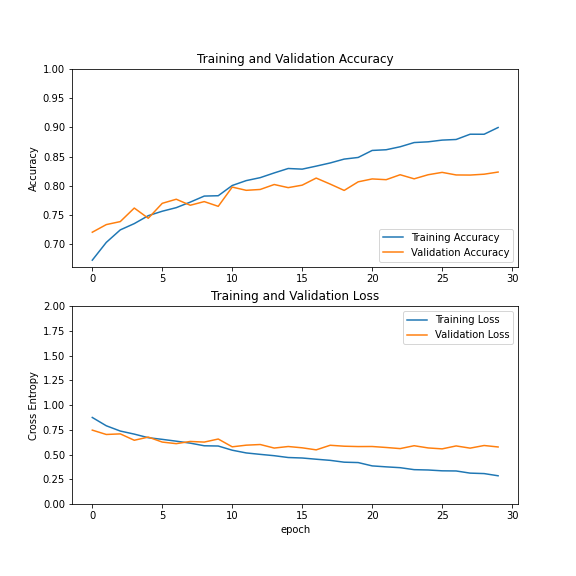 Training and Validation Accuracy
1.00
0.95
0.90
0.85
0.80
0.75
0.70
Accuracy
Training Accuracy
Validation Accuracy
0 5 10 15 20 25 30
Training and Validation Loss
2.00
1.75
1.50
1.25
1.00
0.75
0.50
0.25
0.00
Cross Entropy
Training Loss
Validation Loss
0 5 10 15 20 25 30
epoch